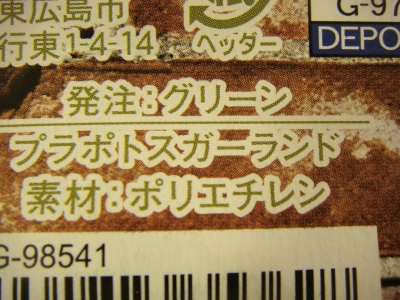 東広島市
行東1-4-14
ヘッダー
G-97
DEPO
発注:グリーン
プラポトスガーランド
素材:ポリエチレン
G-98541